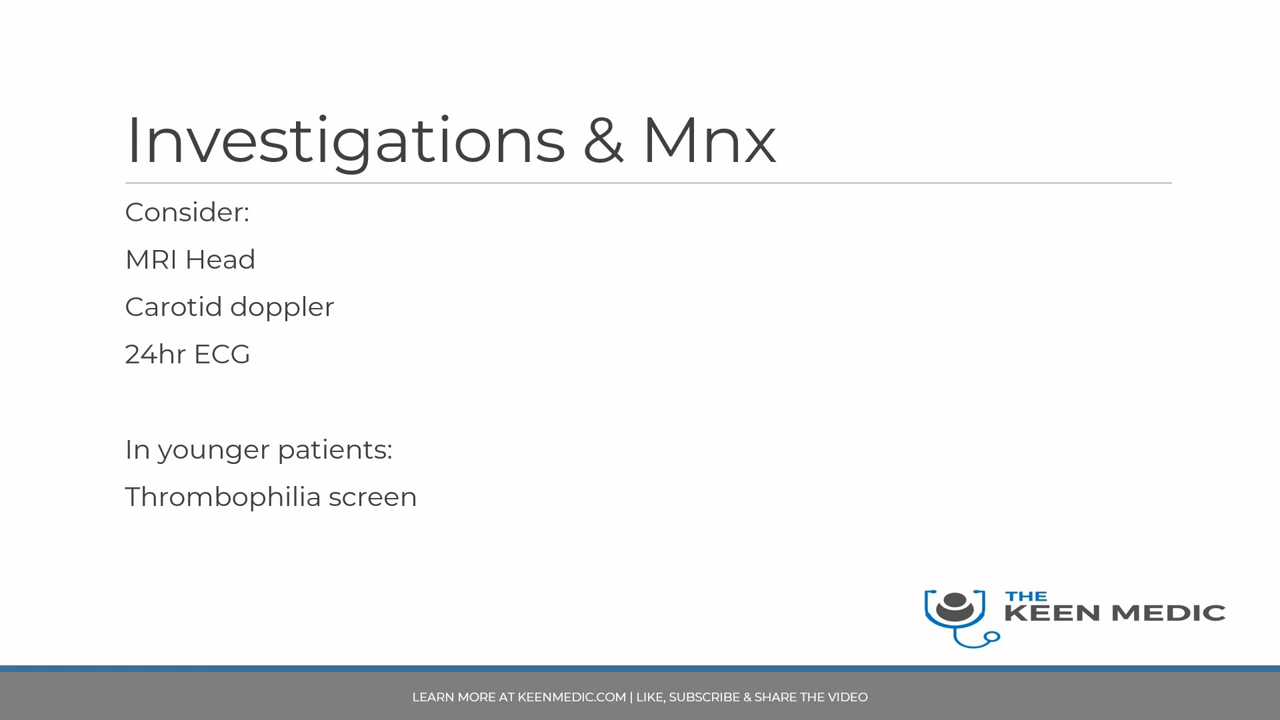 Investigations & Mnx
Consider:
MRI Head
Carotid doppler
24hr ECG
In younger patients:
Thrombophilia screen
THE
KEEN MEDIC
LEARN MORE AT KEENMEDIC.COM | LIKE, SUBSCRIBE & SHARE THE VIDEO